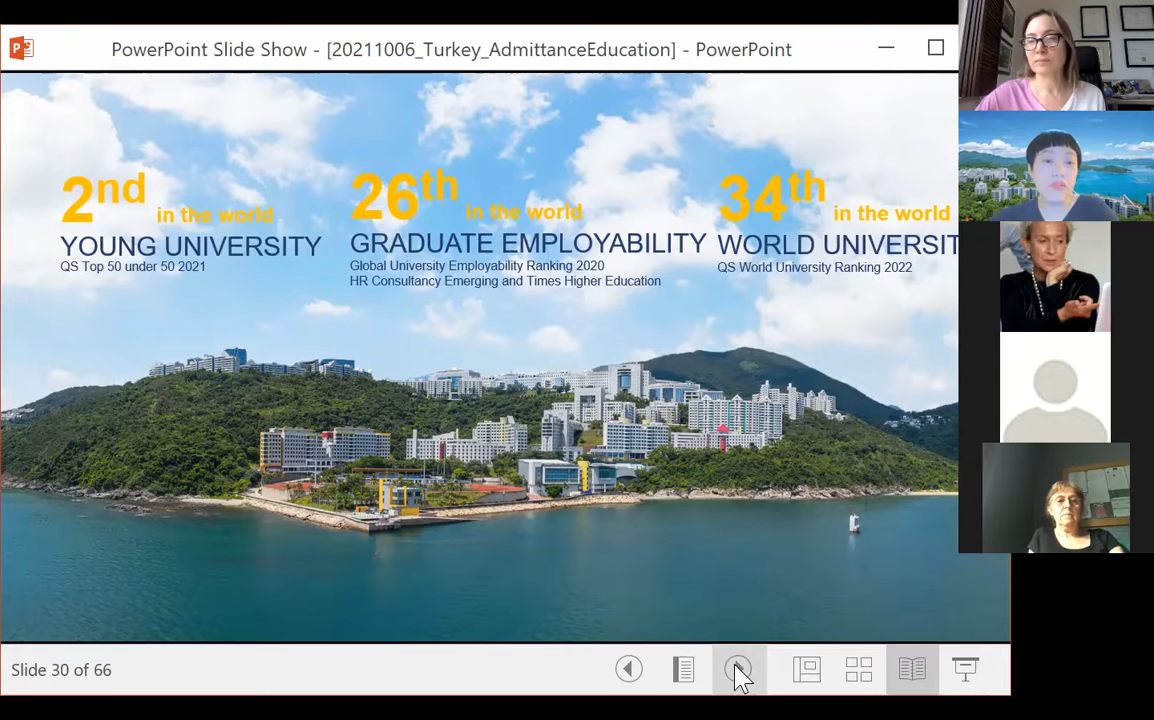 PowerPoint Slide Show - [20211006_Turkey_AdmittanceEducation] - PowerPoint
2nd in the world
YOUNG UNIVERSITY
QS Top 50 under 50 2021
26th in the world
GRADUATE EMPLOYABILITY
Global University Employability Ranking 2020
HR Consultancy Emerging and Times Higher Education
34th in the world
WORLD UNIVERSIT
QS World University Ranking 2022
Slide 30 of 66